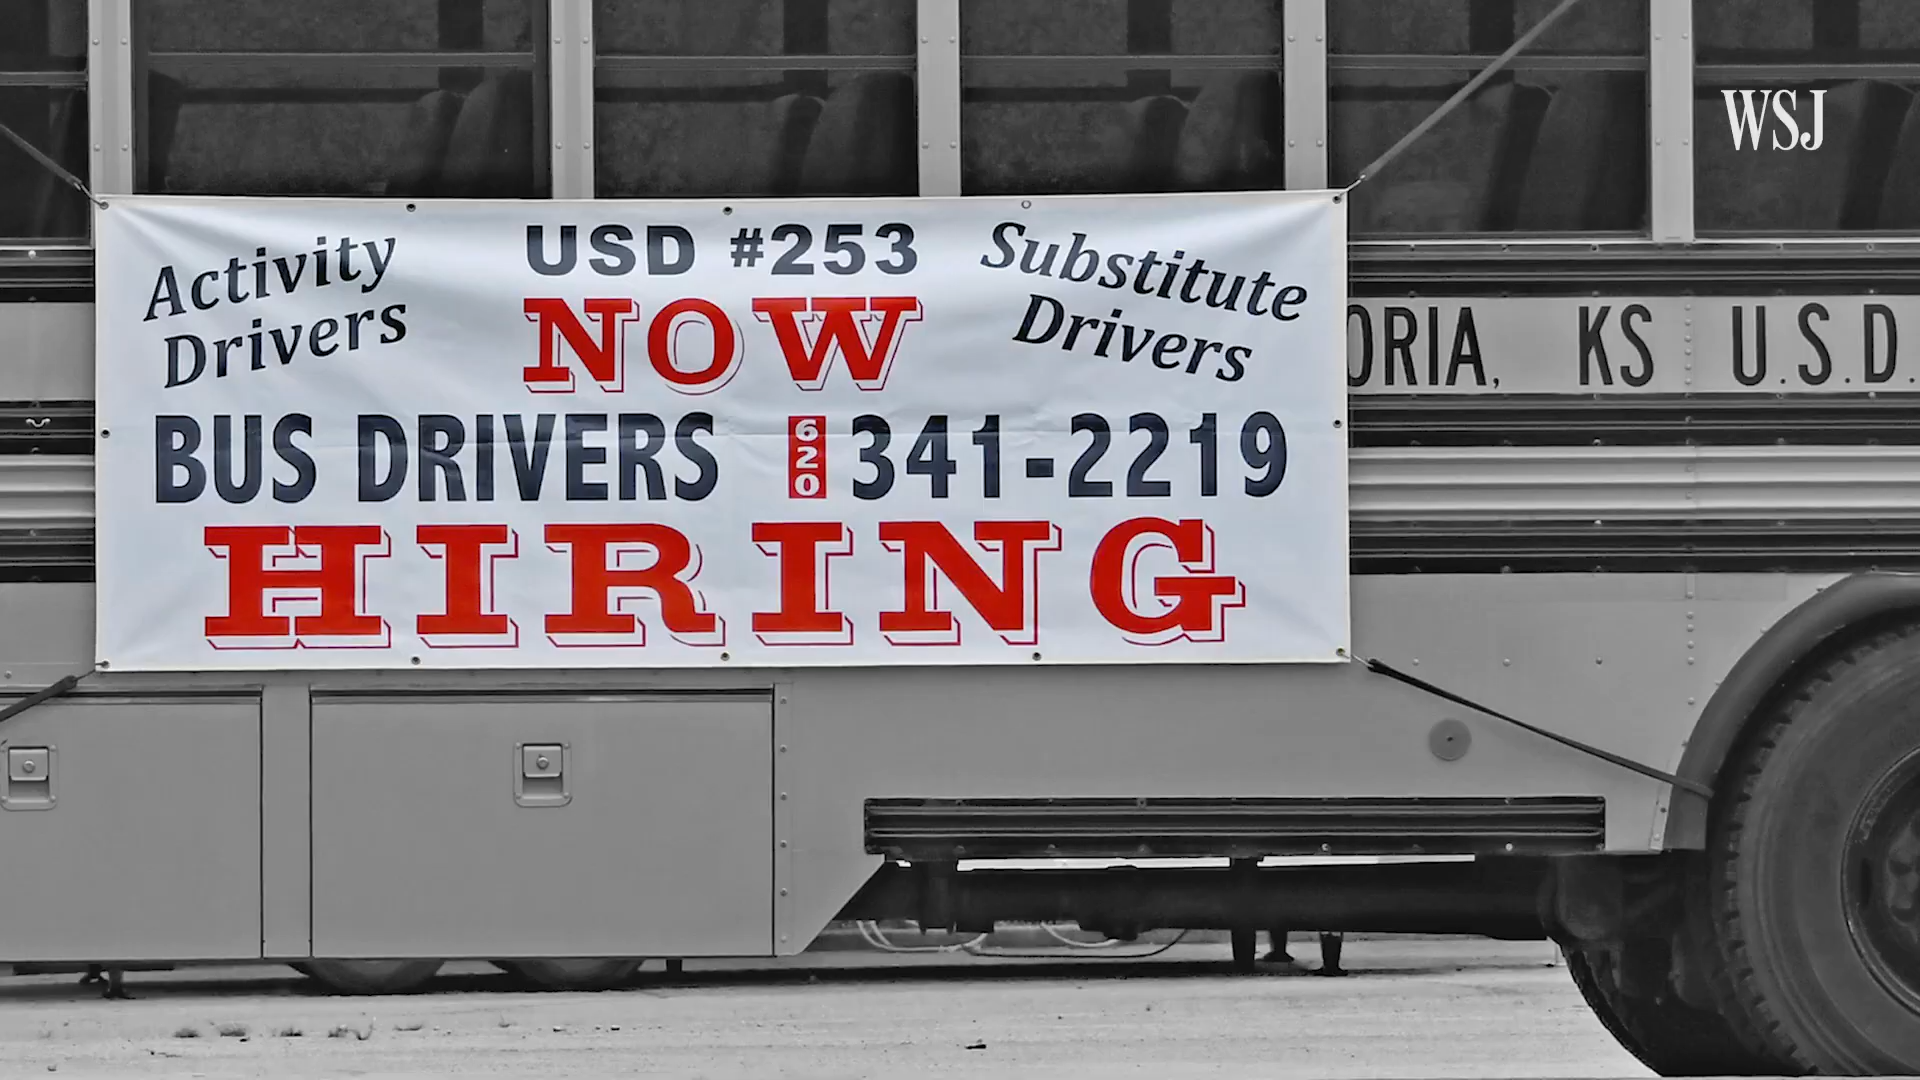 WSJ
Activity
Drivers
USD #253
NOW
Substitute
Drivers
BUS DRIVERS 620 341-2219
HIRING
ORIA, KS U.S.D.